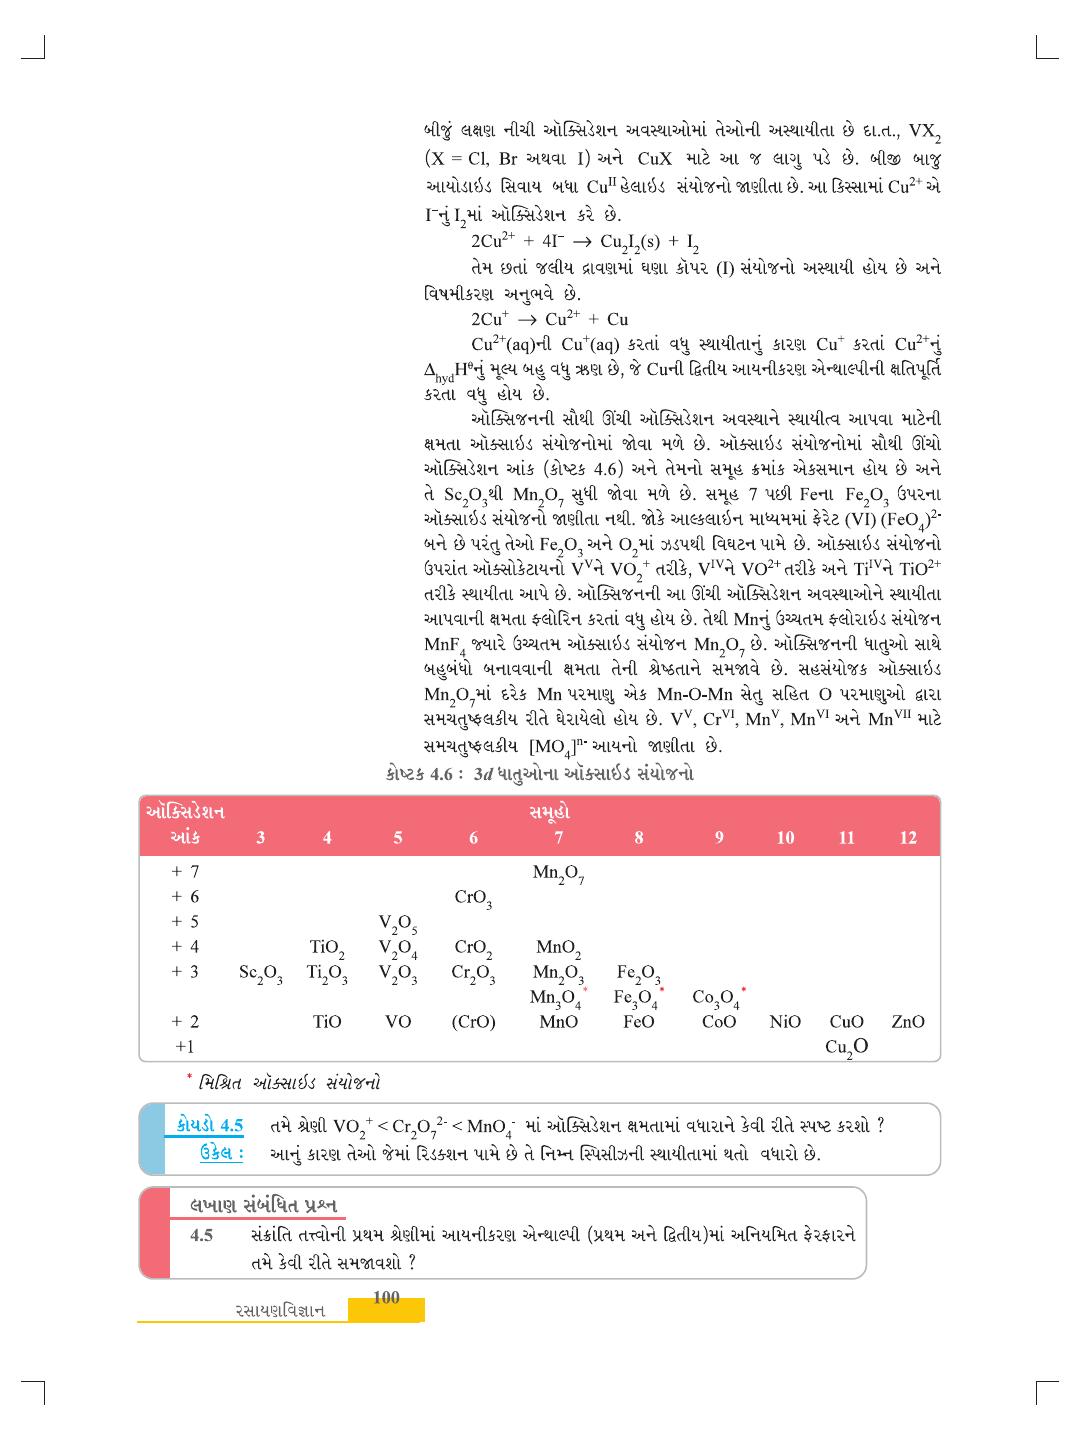 બીજું લક્ષણ નીચી ઑક્સિડેશન અવસ્થાઓમાં તેઓની અસ્થાયીતા છે દા.ત., VX₂
(X = Cl, Br અથવા I) અને CuX માટે આ જ લાગુ પડે છે. બીજી બાજુ
આયોડાઇડ સિવાય બધા Cuᴵᴵ હેલાઇડ સંયોજનો જાણીતા છે. આ કિસ્સામાં Cu²⁺ એ
I⁻નું I₂માં ઑક્સિડેશન કરે છે.
2Cu²⁺ + 4I⁻ → Cu₂I₂(s) + I₂
તેમ છતાં જલીય દ્રાવણમાં ઘણા કૉપર (I) સંયોજનો અસ્થાયી હોય છે અને
વિષમીકરણ અનુભવે છે.
2Cu⁺ → Cu²⁺ + Cu
Cu²⁺(aq)ની Cu⁺(aq) કરતાં વધુ સ્થાયીતાનું કારણ Cu⁺ કરતાં Cu²⁺નું
Δhyd H⁰નું મૂલ્ય બહુ વધુ ઋણ છે, જે Cuની દ્વિતીય આયનીકરણ એન્થાલ્પીની ક્ષતિપૂર્તિ
કરતા વધુ હોય છે.
ઑક્સિજનની સૌથી ઊંચી ઑક્સિડેશન અવસ્થાને સ્થાયીત્વ આપવા માટેની
ક્ષમતા ઑક્સાઇડ સંયોજનોમાં જોવા મળે છે. ઑક્સાઇડ સંયોજનોમાં સૌથી ઊંચો
ઑક્સિડેશન આંક (કોષ્ટક 4.6) અને તેમનો સમૂહ ક્રમાંક એકસમાન હોય છે અને
તે Sc₂O₃થી Mn₂O₇ સુધી જોવા મળે છે. સમૂહ 7 પછી Feના Fe₂O₃ ઉપરના
ઑક્સાઇડ સંયોજનો જાણીતા નથી. જોકે આલ્કલાઇન માધ્યમમાં ફેરેટ (VI) (FeO₄)²⁻
બને છે પરંતુ તેઓ Fe₂O₃ અને O₂માં ઝડપથી વિઘટન પામે છે. ઑક્સાઇડ સંયોજનો
ઉપરાંત ઑક્સોકેટાયનો Vⱽને VO₂⁺ તરીકે, Vᴵⱽને VO²⁺ તરીકે અને Tiᴵⱽને TiO²⁺
તરીકે સ્થાયીતા આપે છે. ઑક્સિજનની આ ઊંચી ઑક્સિડેશન અવસ્થાઓને સ્થાયીતા
આપવાની ક્ષમતા ફ્લોરિન કરતાં વધુ હોય છે. તેથી Mnનું ઉચ્ચતમ ફ્લોરાઇડ સંયોજન
MnF₄ જ્યારે ઉચ્ચતમ ઑક્સાઇડ સંયોજન Mn₂O₇ છે. ઑક્સિજનની ધાતુઓ સાથે
બહુબંધો બનાવવાની ક્ષમતા તેની શ્રેષ્ઠતાને સમજાવે છે. સહસંયોજક ઑક્સાઇડ
Mn₂O₇માં દરેક Mn પરમાણુ એક Mn-O-Mn સેતુ સહિત O પરમાણુઓ દ્વારા
સમચતુષ્ફલકીય રીતે ઘેરાયેલો હોય છે. Vⱽ, Crⱽᴵ, Mnⱽ, Mnⱽᴵ અને Mnⱽᴵᴵ માટે
સમચતુષ્ફલકીય [MO₄]ⁿ⁻ આયનો જાણીતા છે.
કોષ્ટક 4.6 : 3d ધાતુઓના ઑક્સાઇડ સંયોજનો
ઑક્સિડેશન સમૂહો
આંક 3 4 5 6 7 8 9 10 11 12
+ 7 Mn₂O₇
+ 6 CrO₃
+ 5 V₂O₅
+ 4 TiO₂ V₂O₄ CrO₂ MnO₂
+ 3 Sc₂O₃ Ti₂O₃ V₂O₃ Cr₂O₃ Mn₂O₃ Fe₂O₃
Mn₃O₄* Fe₃O₄* Co₃O₄*
+ 2 TiO VO (CrO) MnO FeO CoO NiO CuO ZnO
+1 Cu₂O
* મિશ્રિત ઑક્સાઇડ સંયોજનો
કોયડો 4.5 તમે શ્રેણી VO₂⁺ < Cr₂O₇²⁻ < MnO₄⁻ માં ઑક્સિડેશન ક્ષમતામાં વધારાને કેવી રીતે સ્પષ્ટ કરશો ?
ઉકેલ : આનું કારણ તેઓ જેમાં રિડક્શન પામે છે તે નિમ્ન સ્પિસીઝની સ્થાયીતામાં થતો વધારો છે.
લખાણ સંબંધિત પ્રશ્ન
4.5 સંક્રાંતિ તત્ત્વોની પ્રથમ શ્રેણીમાં આયનીકરણ એન્થાલ્પી (પ્રથમ અને દ્વિતીય)માં અનિયમિત ફેરફારને
તમે કેવી રીતે સમજાવશો ?
રસાયણવિજ્ઞાન 100